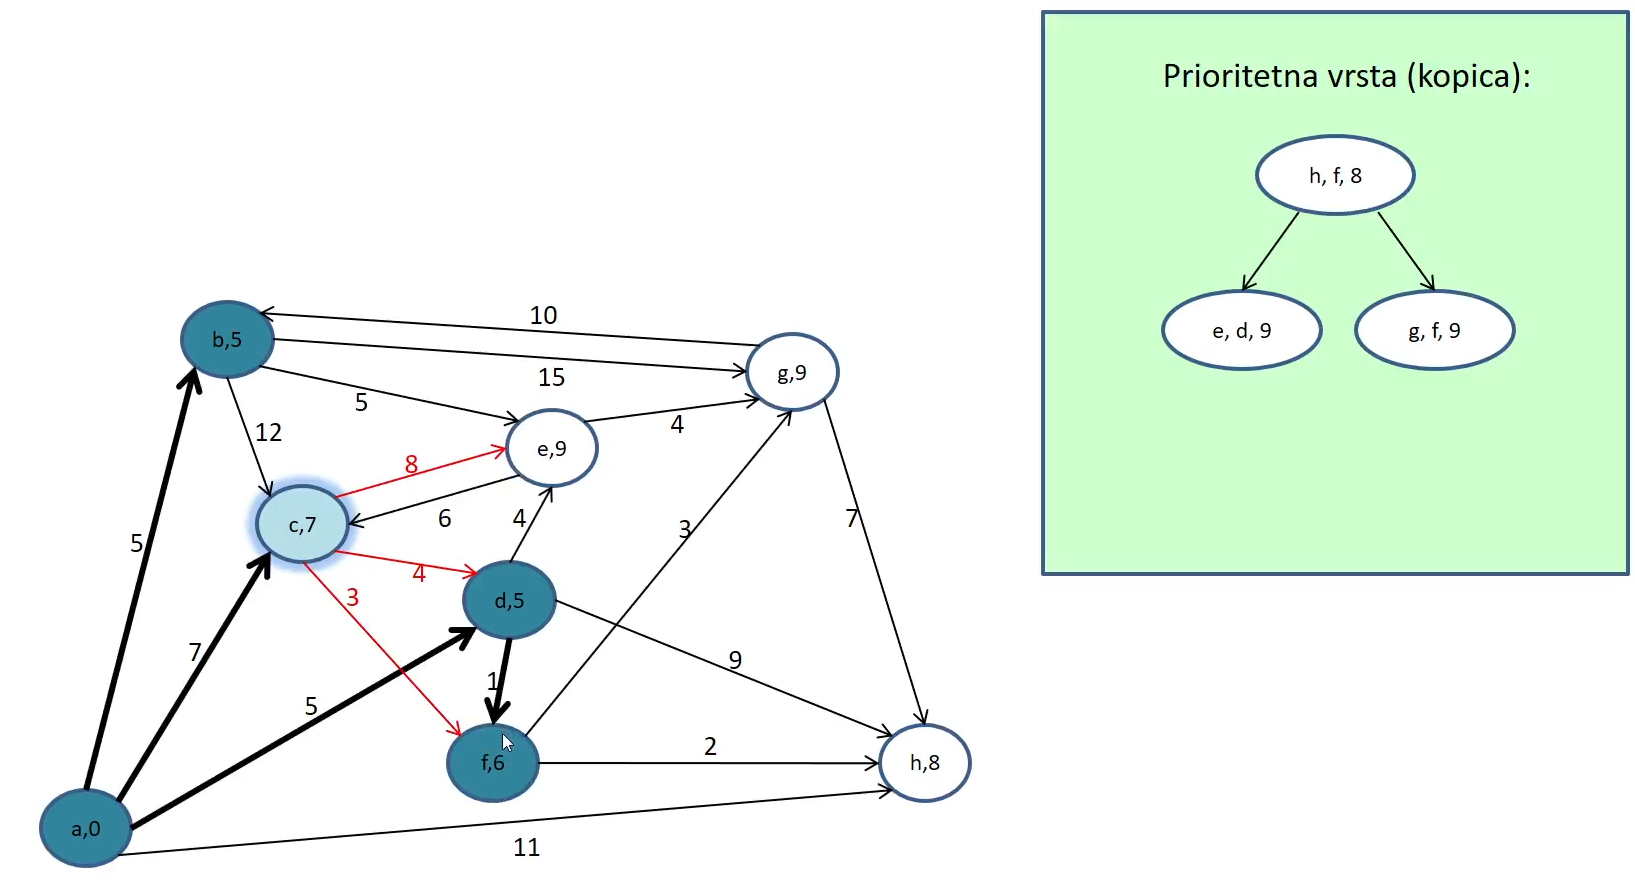 Prioritetna vrsta (kopica):
h, f, 8
e, d, 9
g, f, 9
10
b,5
15
g,9
5
12
4
8
e,9
c,7
6
4
3
7
5
4
3
d,5
7
9
1
5
2
f,6
h,8
a,0
11